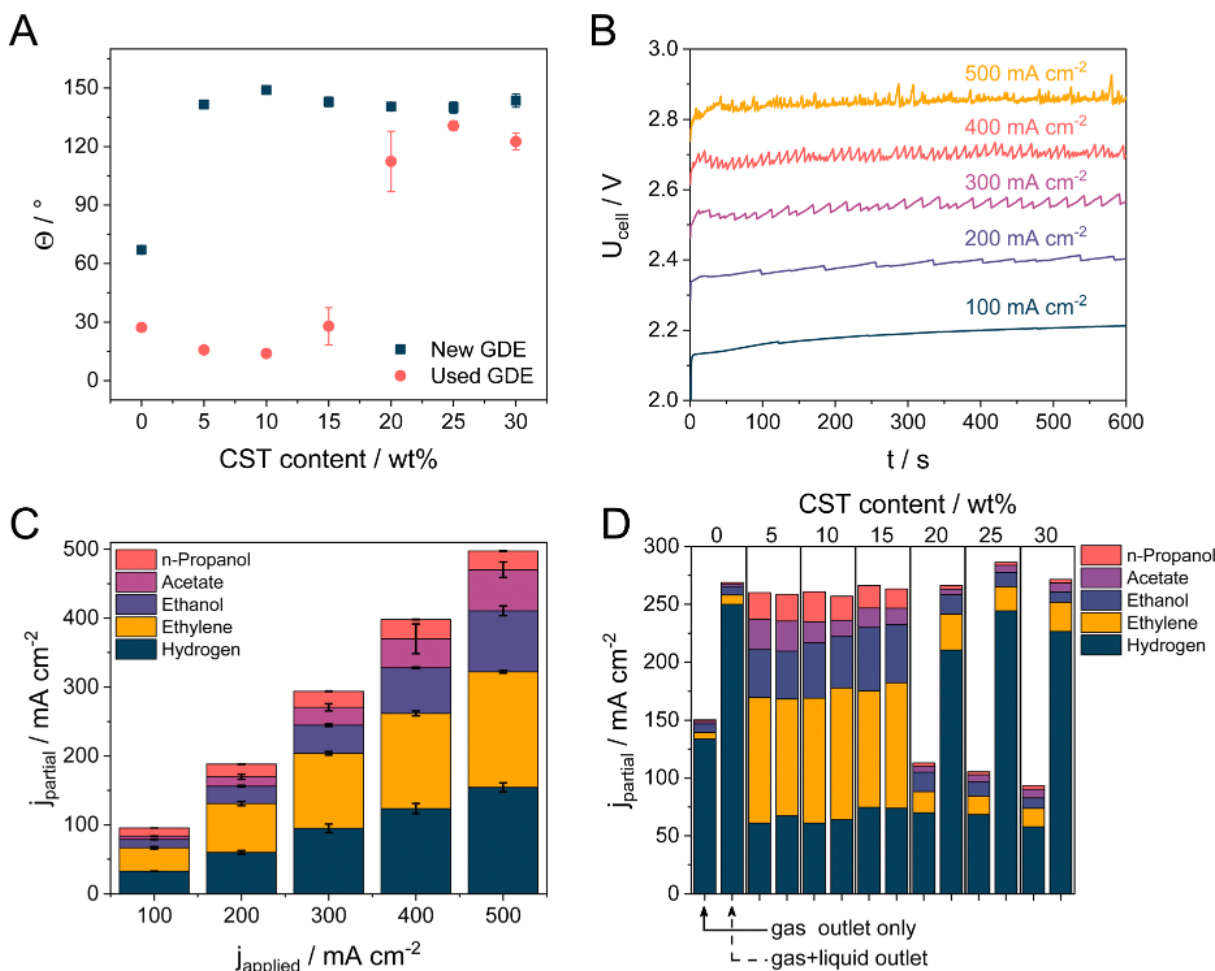 A
Θ / °
150
120
90
60
30
0
New GDE
Used GDE
0 5 10 15 20 25 30
CST content / wt%
B
U_cell / V
3.0
2.8
2.6
2.4
2.2
2.0
500 mA cm⁻²
400 mA cm⁻²
300 mA cm⁻²
200 mA cm⁻²
100 mA cm⁻²
0 100 200 300 400 500 600
t / s
C
j_partial / mA cm⁻²
500
400
300
200
100
0
n-Propanol
Acetate
Ethanol
Ethylene
Hydrogen
100 200 300 400 500
j_applied / mA cm⁻²
D
CST content / wt%
0 5 10 15 20 25 30
j_partial / mA cm⁻²
300
250
200
150
100
50
0
n-Propanol
Acetate
Ethanol
Ethylene
Hydrogen
gas outlet only
gas+liquid outlet